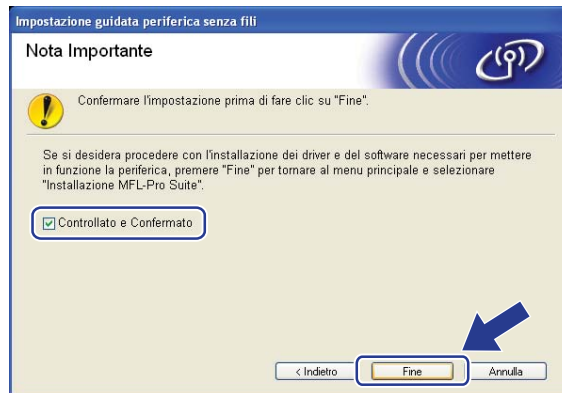 Impostazione guidata periferica senza fili
Nota Importante
Confermare l'impostazione prima di fare clic su "Fine".
Se si desidera procedere con l'installazione dei driver e del software necessari per mettere
in funzione la periferica, premere "Fine" per tornare al menu principale e selezionare
"Installazione MFL-Pro Suite".
Controllato e Confermato
< Indietro
Fine
Annulla